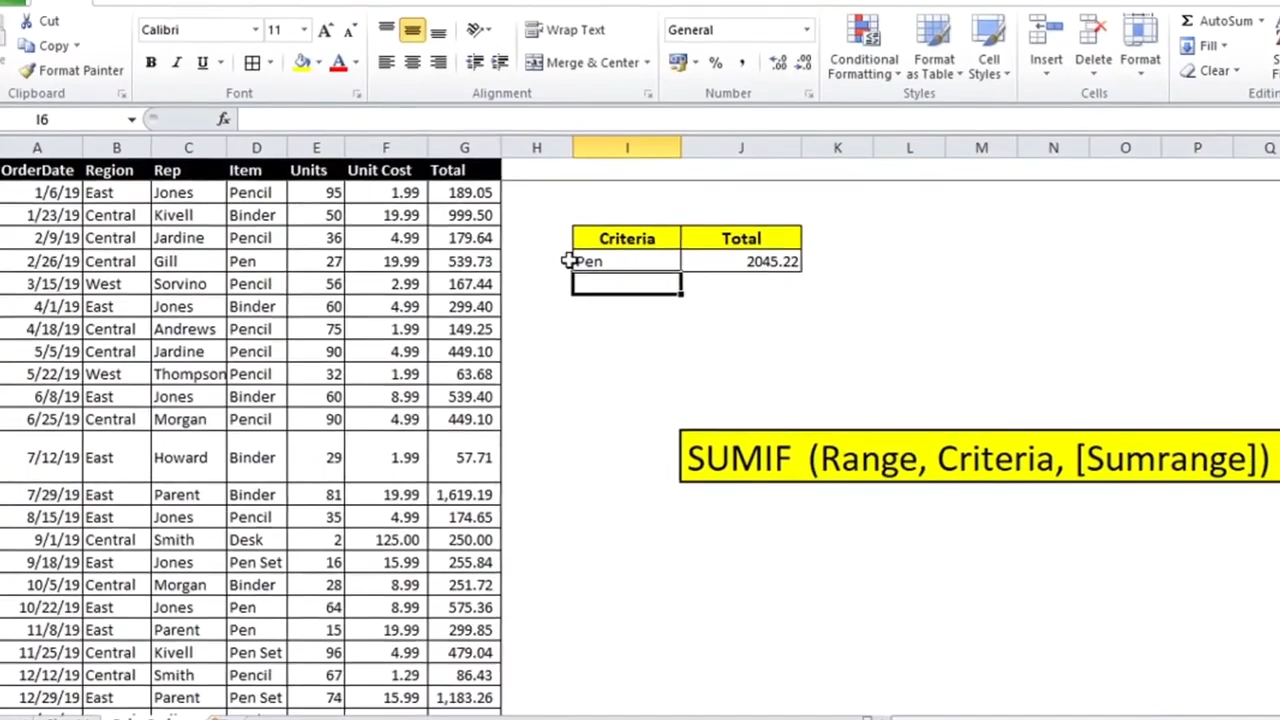 Cut
Calibri 11 Wrap Text General AutoSum
Copy Fill
Format Painter B I U Merge & Center % , Conditional Formatting Format as Table Cell Styles Insert Delete Format Clear
Clipboard Font Alignment Number Styles Cells
I6 fx
A B C D E F G H I J K L M N O P Q
OrderDate Region Rep Item Units Unit Cost Total
1/6/19 East Jones Pencil 95 1.99 189.05
1/23/19 Central Kivell Binder 50 19.99 999.50
2/9/19 Central Jardine Pencil 36 4.99 179.64 Criteria Total
2/26/19 Central Gill Pen 27 19.99 539.73 Pen 2045.22
3/15/19 West Sorvino Pencil 56 2.99 167.44
4/1/19 East Jones Binder 60 4.99 299.40
4/18/19 Central Andrews Pencil 75 1.99 149.25
5/5/19 Central Jardine Pencil 90 4.99 449.10
5/22/19 West Thompson Pencil 32 1.99 63.68
6/8/19 East Jones Binder 60 8.99 539.40
6/25/19 Central Morgan Pencil 90 4.99 449.10
7/12/19 East Howard Binder 29 1.99 57.71 SUMIF (Range, Criteria, [Sumrange])
7/29/19 East Parent Binder 81 19.99 1,619.19
8/15/19 East Jones Pencil 35 4.99 174.65
9/1/19 Central Smith Desk 2 125.00 250.00
9/18/19 East Jones Pen Set 16 15.99 255.84
10/5/19 Central Morgan Binder 28 8.99 251.72
10/22/19 East Jones Pen 64 8.99 575.36
11/8/19 East Parent Pen 15 19.99 299.85
11/25/19 Central Kivell Pen Set 96 4.99 479.04
12/12/19 Central Smith Pencil 67 1.29 86.43
12/29/19 East Parent Pen Set 74 15.99 1,183.26